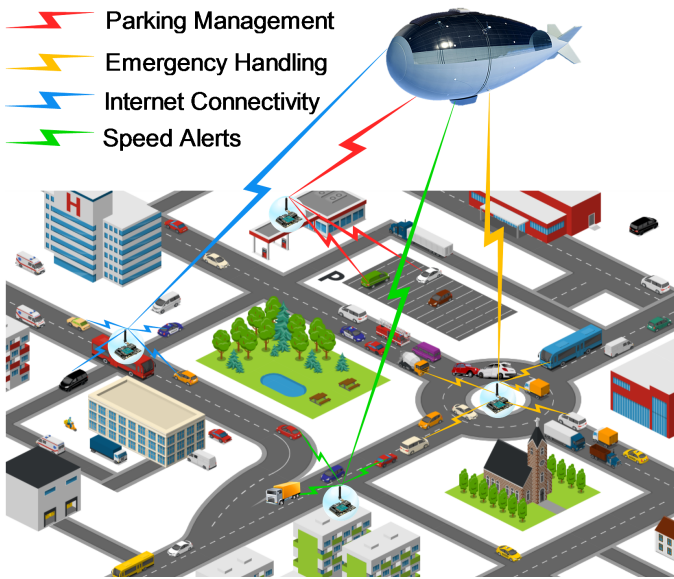 Parking Management
Emergency Handling
Internet Connectivity
Speed Alerts
H
P